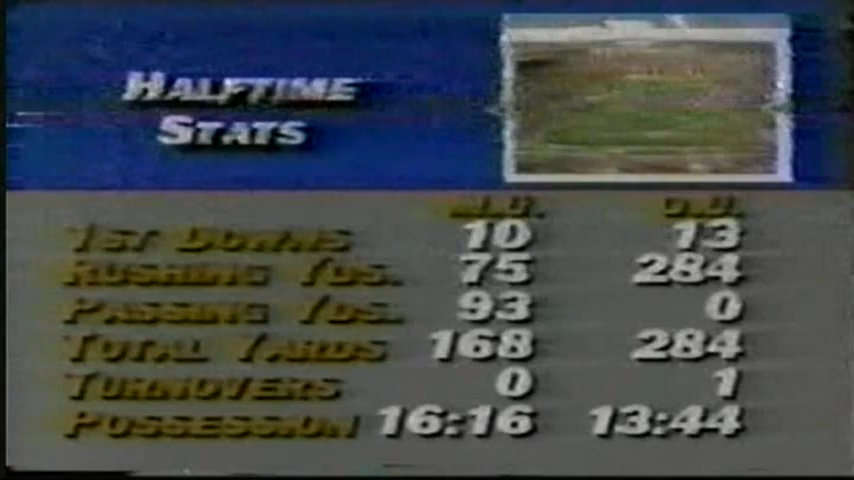 HALFTIME
STATS
1ST DOWNS 10 13
RUSHING YDS. 75 284
PASSING YDS. 93 0
TOTAL YARDS 168 284
TURNOVERS 0 1
POSSESSION 16:16 13:44